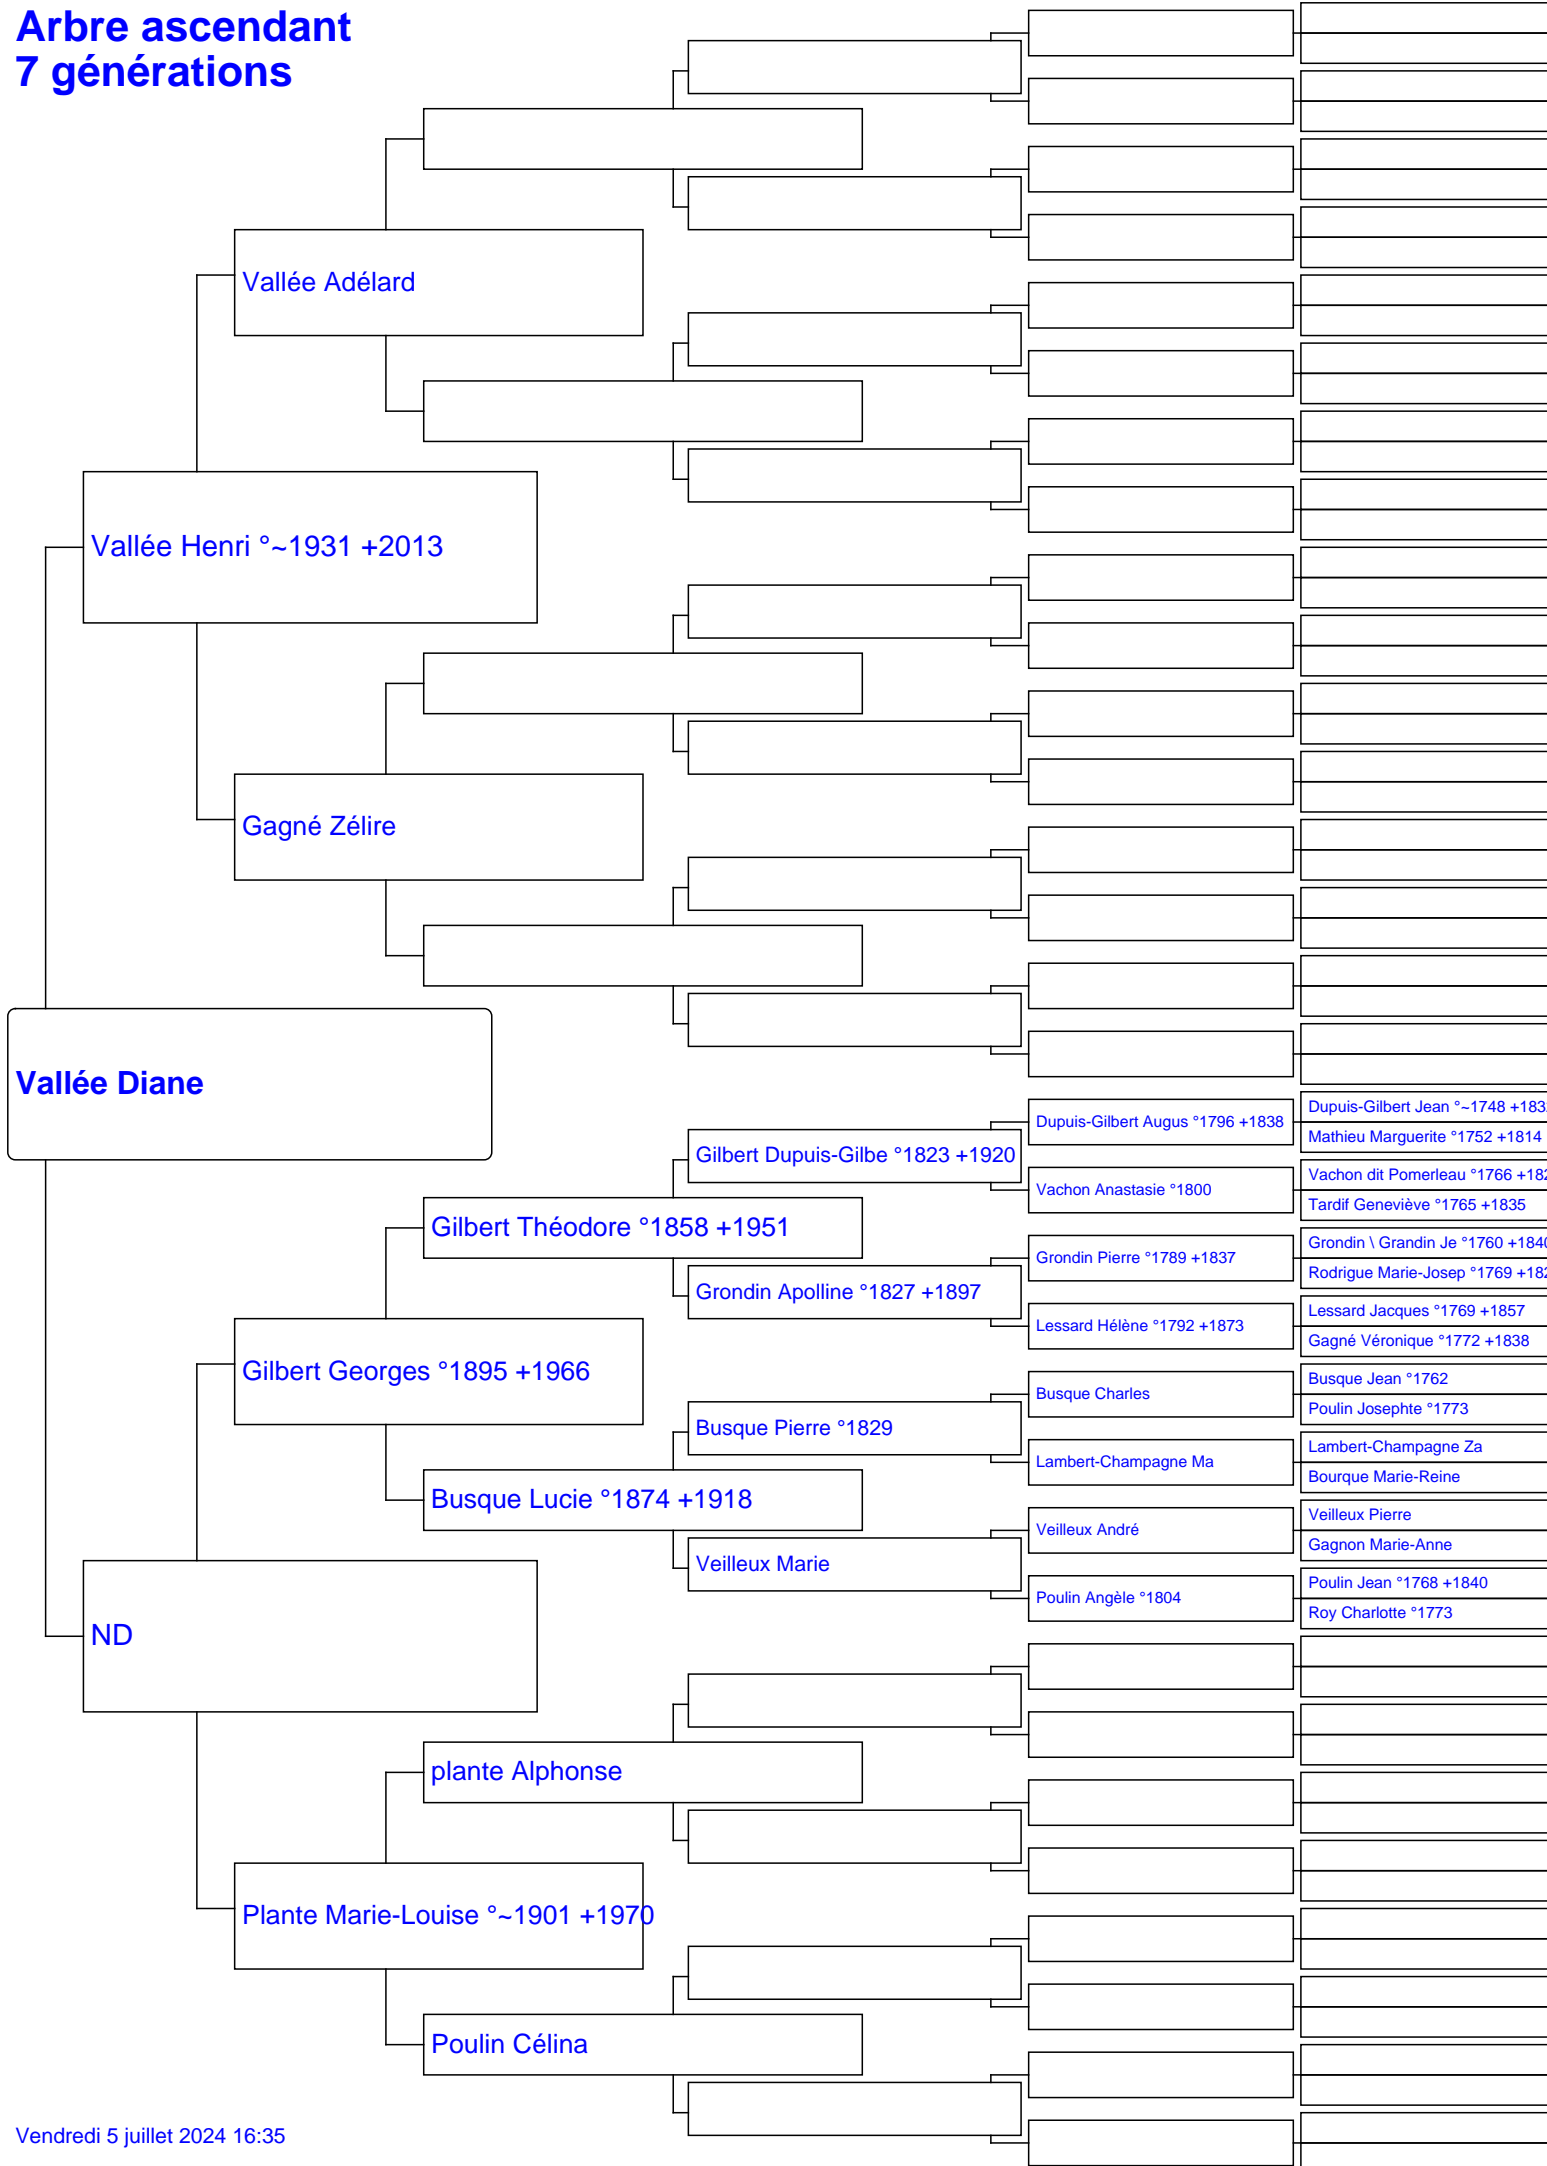 Arbre ascendant
7 générations
Vallée Adélard
Vallée Henri °~1931 +2013
Gagné Zélire
Vallée Diane
Dupuis-Gilbert Augus °1796 +1838
Dupuis-Gilbert Jean °~1748 +183
Mathieu Marguerite °1752 +1814
Gilbert Dupuis-Gilbe °1823 +1920
Vachon Anastasie °1800
Vachon dit Pomerleau °1766 +182
Tardif Geneviève °1765 +1835
Gilbert Théodore °1858 +1951
Grondin Pierre °1789 +1837
Grondin \ Grandin Je °1760 +1840
Rodrigue Marie-Josep °1769 +182
Grondin Apolline °1827 +1897
Lessard Hélène °1792 +1873
Lessard Jacques °1769 +1857
Gagné Véronique °1772 +1838
Gilbert Georges °1895 +1966
Busque Charles
Busque Jean °1762
Poulin Josephte °1773
Busque Pierre °1829
Lambert-Champagne Ma
Lambert-Champagne Za
Bourque Marie-Reine
Busque Lucie °1874 +1918
Veilleux André
Veilleux Pierre
Gagnon Marie-Anne
Veilleux Marie
Poulin Angèle °1804
Poulin Jean °1768 +1840
Roy Charlotte °1773
ND
plante Alphonse
Plante Marie-Louise °~1901 +1970
Poulin Célina
Vendredi 5 juillet 2024 16:35